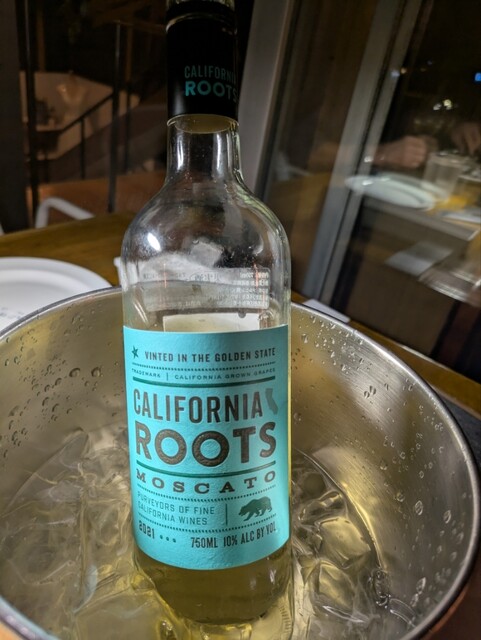 CALIFORNIA
ROOTS
VINTED IN THE GOLDEN STATE
TRADEMARK | CALIFORNIA GROWN GRAPES
CALIFORNIA
ROOTS
MOSCATO
PURVEYORS OF FINE
CALIFORNIA WINES
2021
750ML 10% ALC BY VOL